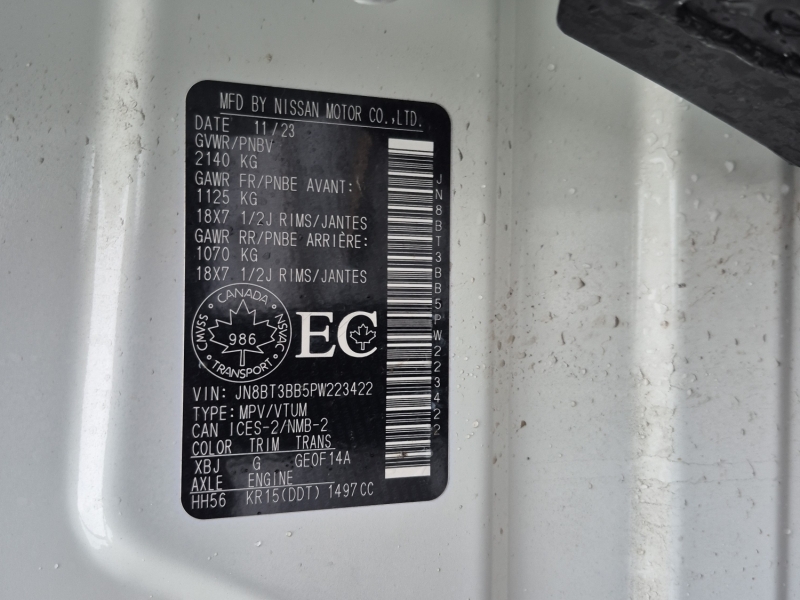 MFD BY NISSAN MOTOR CO.,LTD.
DATE 11/23
GVWR/PNBV
2140 KG
GAWR FR/PNBE AVANT:
1125 KG
18X7 1/2J RIMS/JANTES
GAWR RR/PNBE ARRIÈRE:
1070 KG
18X7 1/2J RIMS/JANTES
CANADA
CMVSS 986 NSVAC
TRANSPORT
EC
VIN: JN8BT3BB5PW223422
TYPE: MPV/VTUM
CAN ICES-2/NMB-2
COLOR TRIM TRANS
XBJ G GE0F14A
AXLE ENGINE
HH56 KR15(DDT) 1497CC
JN8BT3BB5PW223422